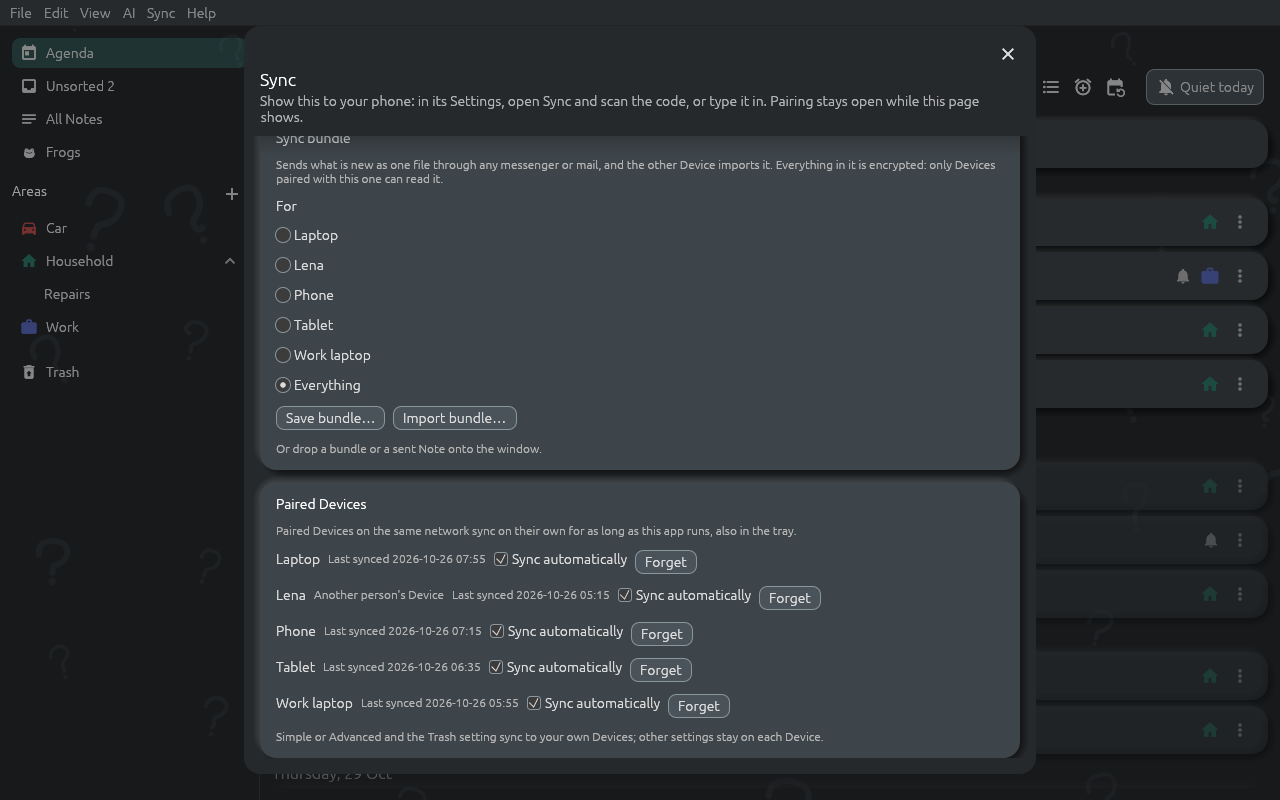 File Edit View AI Sync Help
Agenda
Unsorted 2
All Notes
Frogs
Areas
Car
Household
Repairs
Work
Trash
Quiet today
Sync
Show this to your phone: in its Settings, open Sync and scan the code, or type it in. Pairing stays open while this page
shows.
Sync bundle
Sends what is new as one file through any messenger or mail, and the other Device imports it. Everything in it is encrypted: only Devices
paired with this one can read it.
For
Laptop
Lena
Phone
Tablet
Work laptop
Everything
Save bundle… Import bundle…
Or drop a bundle or a sent Note onto the window.
Paired Devices
Paired Devices on the same network sync on their own for as long as this app runs, also in the tray.
Laptop Last synced 2026-10-26 07:55 Sync automatically Forget
Lena Another person's Device Last synced 2026-10-26 05:15 Sync automatically Forget
Phone Last synced 2026-10-26 07:15 Sync automatically Forget
Tablet Last synced 2026-10-26 06:35 Sync automatically Forget
Work laptop Last synced 2026-10-26 05:55 Sync automatically Forget
Simple or Advanced and the Trash setting sync to your own Devices; other settings stay on each Device.
Thursday, 29 Oct